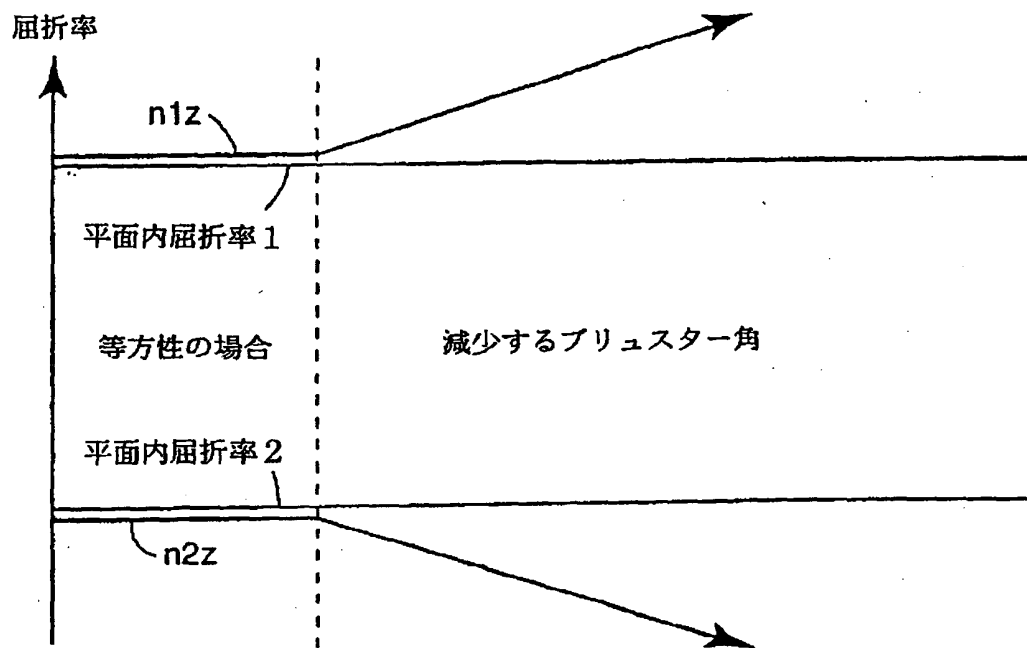 屈折率
n1z
平面内屈折率1
等方性の場合
減少するブリュスター角
平面内屈折率2
n2z